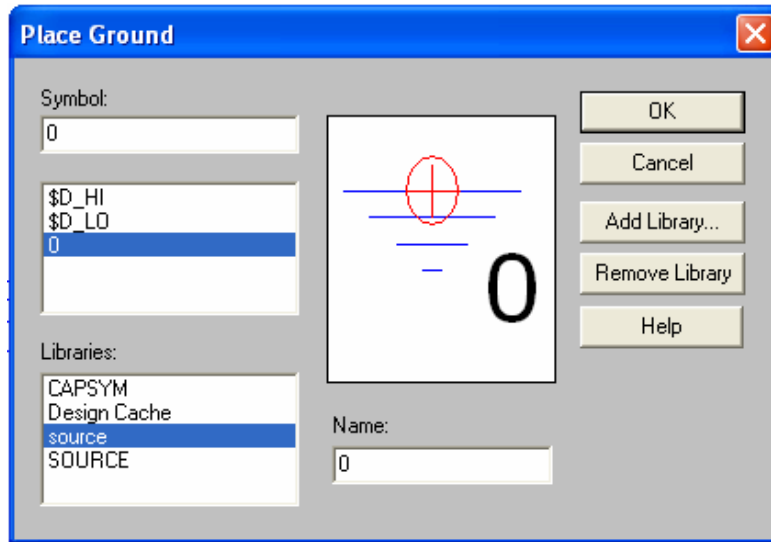 Place Ground
Symbol:
0
$D_HI
$D_LO
0
Libraries:
CAPSYM
Design Cache
source
SOURCE
0
Name:
0
OK
Cancel
Add Library...
Remove Library
Help